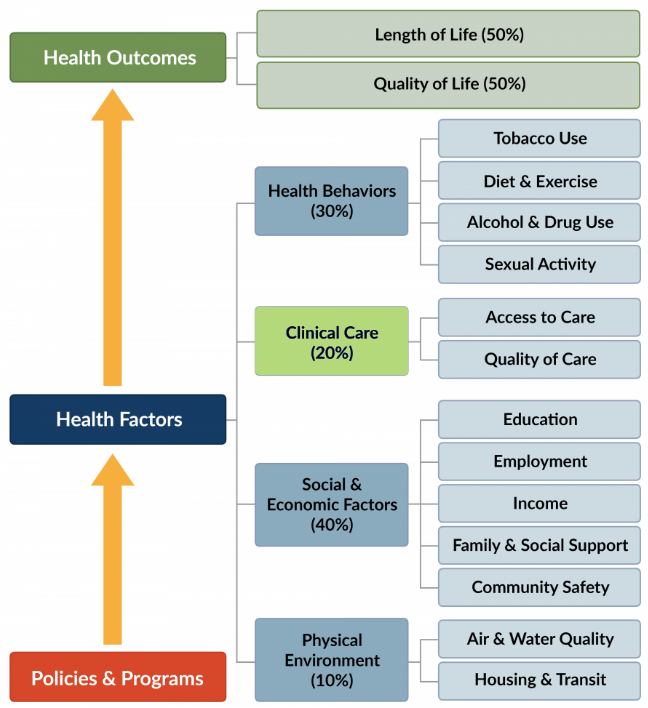 Health Outcomes
Length of Life (50%)
Quality of Life (50%)
Health Factors
Health Behaviors
(30%)
Tobacco Use
Diet & Exercise
Alcohol & Drug Use
Sexual Activity
Clinical Care
(20%)
Access to Care
Quality of Care
Social &
Economic Factors
(40%)
Education
Employment
Income
Family & Social Support
Community Safety
Physical
Environment
(10%)
Air & Water Quality
Housing & Transit
Policies & Programs